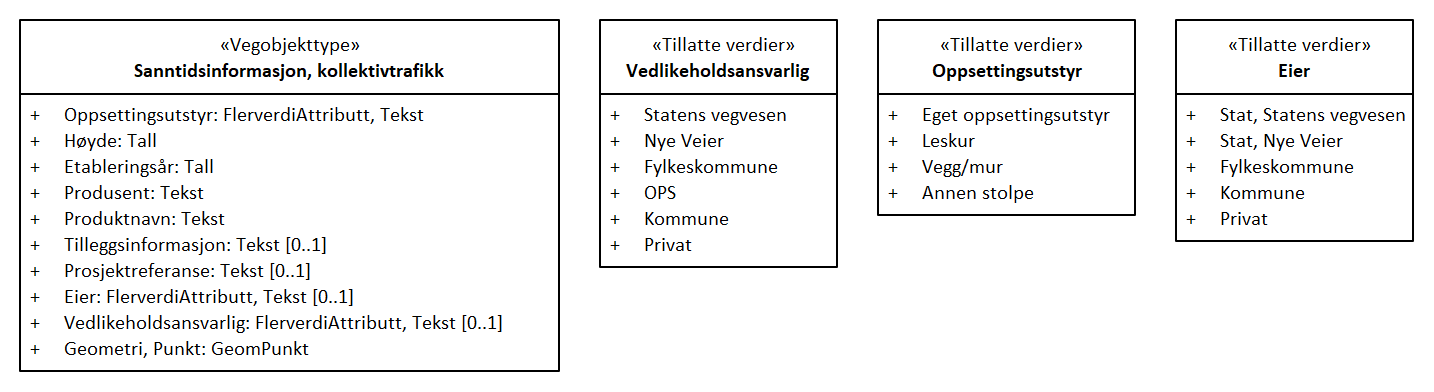 «Vegobjekttype»
Sanntidsinformasjon, kollektivtrafikk
+ Oppsettingsutstyr: FlerverdiAttributt, Tekst
+ Høyde: Tall
+ Etableringsår: Tall
+ Produsent: Tekst
+ Produktnavn: Tekst
+ Tilleggsinformasjon: Tekst [0..1]
+ Prosjektreferanse: Tekst [0..1]
+ Eier: FlerverdiAttributt, Tekst [0..1]
+ Vedlikeholdsansvarlig: FlerverdiAttributt, Tekst [0..1]
+ Geometri, Punkt: GeomPunkt
«Tillatte verdier»
Vedlikeholdsansvarlig
+ Statens vegvesen
+ Nye Veier
+ Fylkeskommune
+ OPS
+ Kommune
+ Privat
«Tillatte verdier»
Oppsettingsutstyr
+ Eget oppsettingsutstyr
+ Leskur
+ Vegg/mur
+ Annen stolpe
«Tillatte verdier»
Eier
+ Stat, Statens vegvesen
+ Stat, Nye Veier
+ Fylkeskommune
+ Kommune
+ Privat